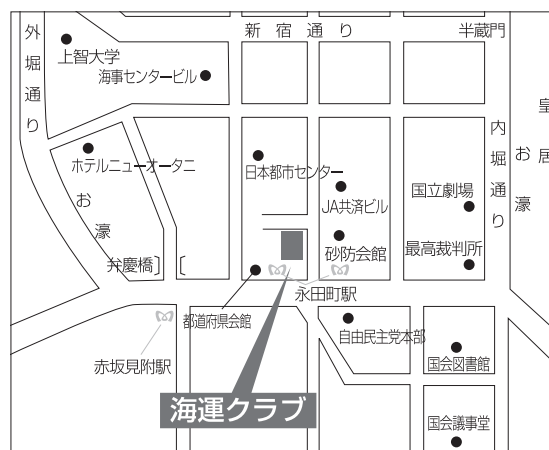 外堀通り
上智大学
海事センタービル
新宿通り
半蔵門
皇居
お濠
内堀通り
ホテルニューオータニ
お濠
日本都市センター
JA共済ビル
国立劇場
砂防会館
最高裁判所
弁慶橋
都道府県会館
永田町駅
赤坂見附駅
自由民主党本部
国会図書館
海運クラブ
国会議事堂